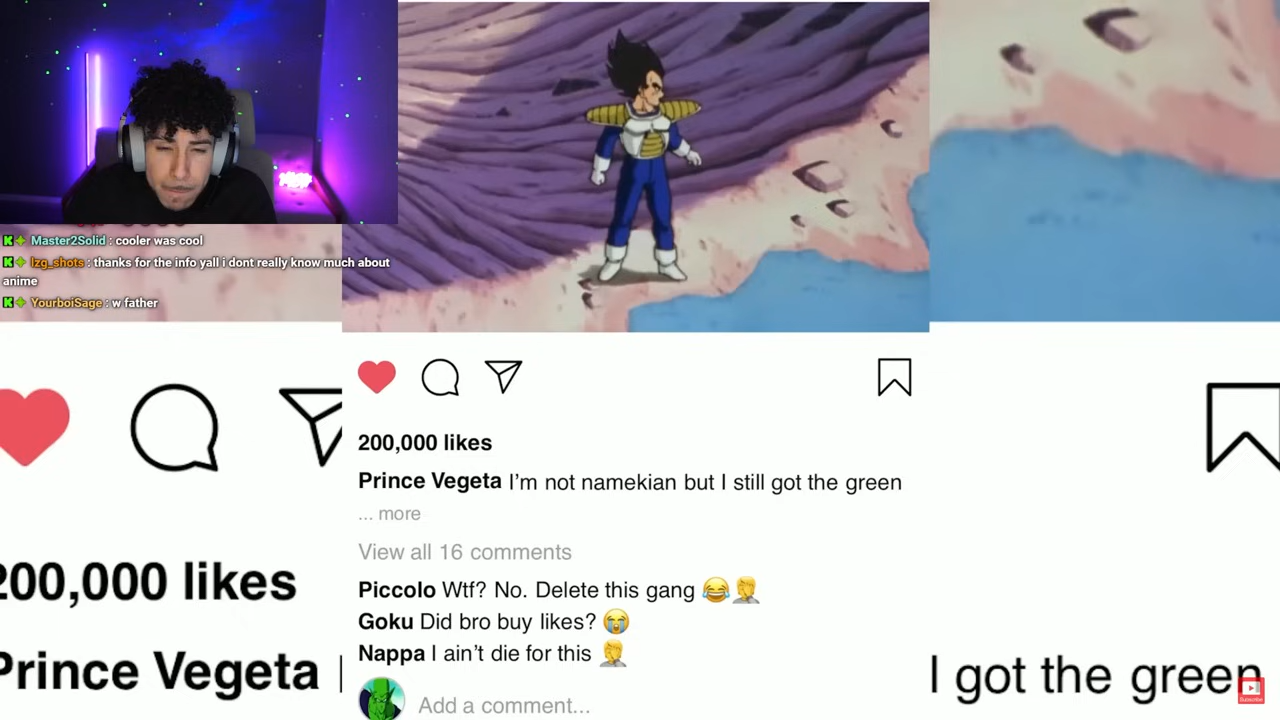 Master2Solid : cooler was cool
lzg_shots : thanks for the info yall i dont really know much about
anime
YourboiSage : w father
200,000 likes
Prince Vegeta I’m not namekian but I still got the green
... more
View all 16 comments
Piccolo Wtf? No. Delete this gang 😂🤦
Goku Did bro buy likes? 😭
Nappa I ain’t die for this 🤦
Add a comment...
200,000 likes
Prince Vegeta
l got the green
Subscribe